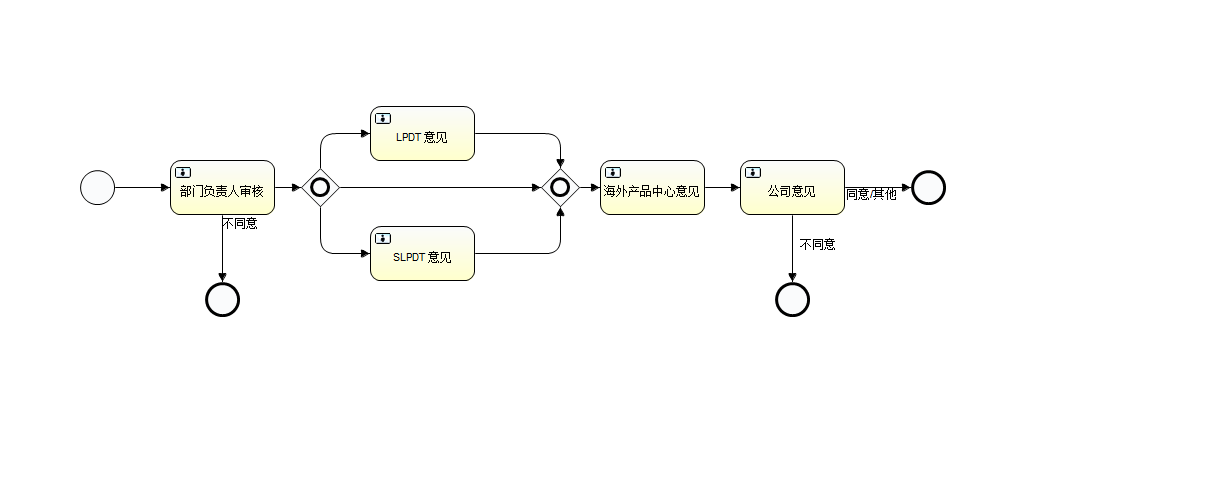 LPDT 意见
部门负责人审核
海外产品中心意见
公司意见
同意/其他
不同意
SLPDT 意见
不同意